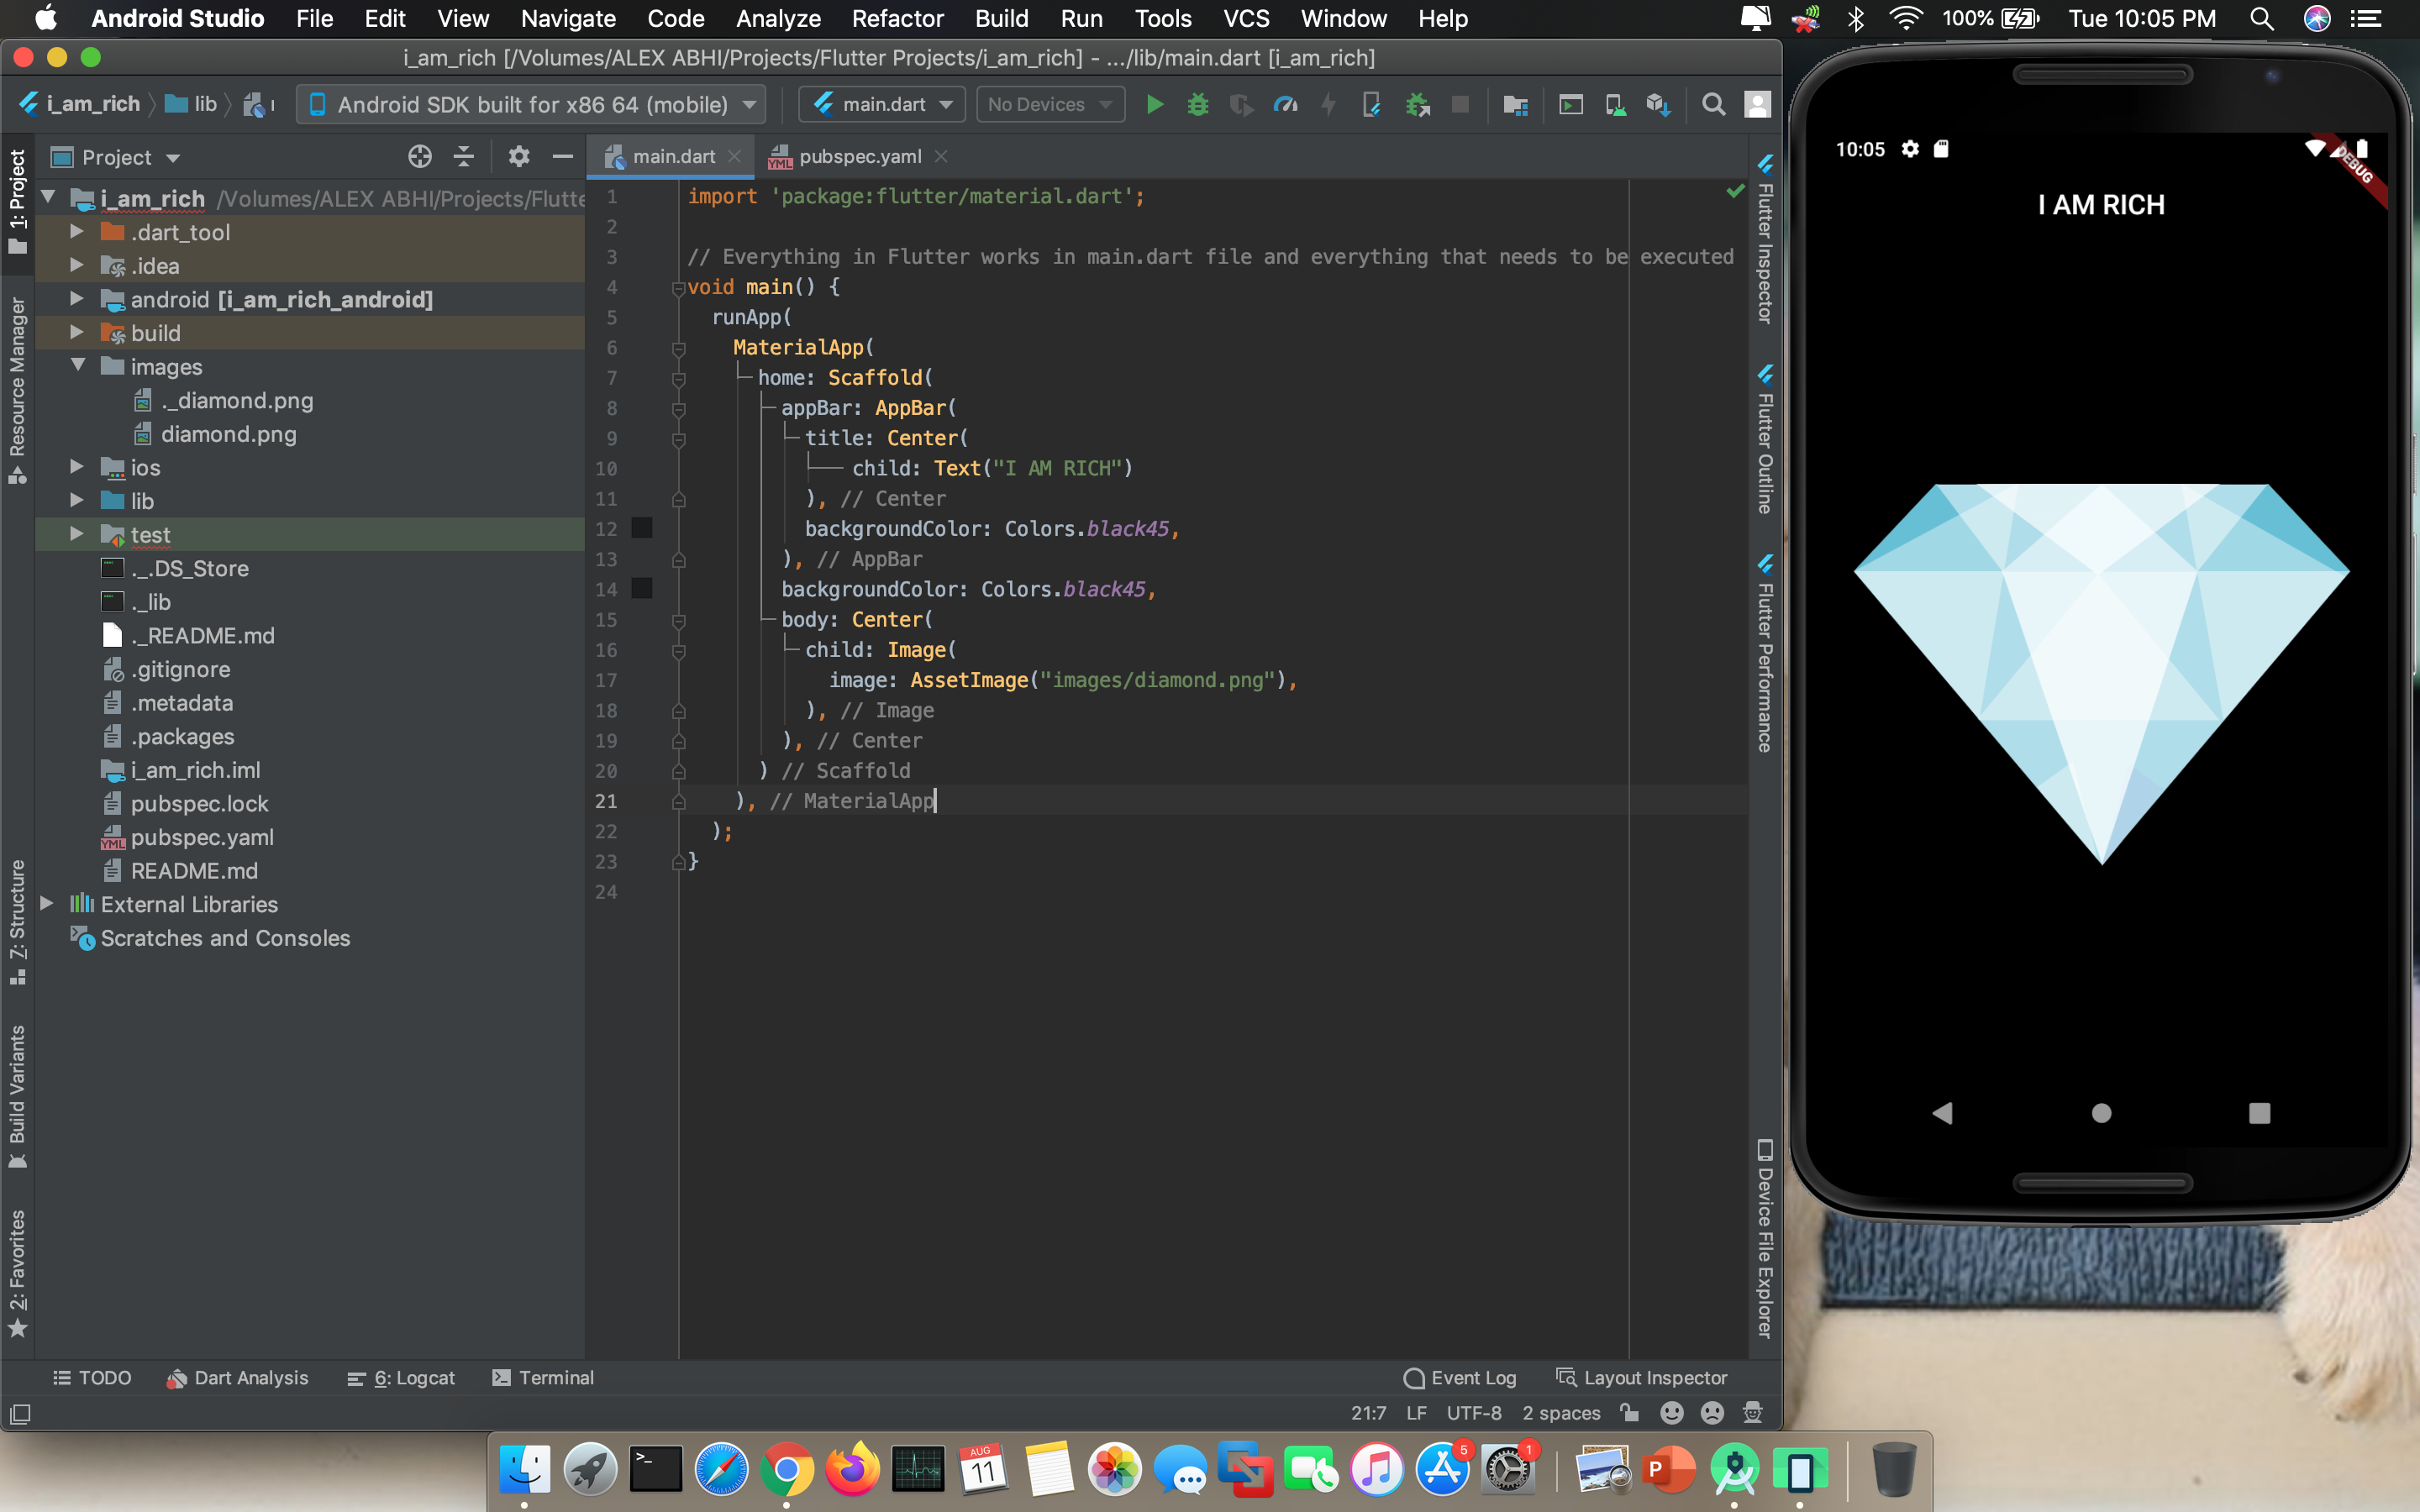 Android Studio File Edit View Navigate Code Analyze Refactor Build Run Tools VCS Window Help 100% Tue 10:05 PM
i_am_rich [/Volumes/ALEX ABHI/Projects/Flutter Projects/i_am_rich] - .../lib/main.dart [i_am_rich]
i_am_rich lib Android SDK built for x86 64 (mobile) main.dart No Devices
1: Project
Resource Manager
7: Structure
Build Variants
2: Favorites
Project
i_am_rich /Volumes/ALEX ABHI/Projects/Flutte
.dart_tool
.idea
android [i_am_rich_android]
build
images
._diamond.png
diamond.png
ios
lib
test
._.DS_Store
._lib
._README.md
.gitignore
.metadata
.packages
i_am_rich.iml
pubspec.lock
YML pubspec.yaml
README.md
External Libraries
Scratches and Consoles
main.dart YML pubspec.yaml
1 import 'package:flutter/material.dart';
2
3 // Everything in Flutter works in main.dart file and everything that needs to be executed
4 void main() {
5 runApp(
6 MaterialApp(
7 home: Scaffold(
8 appBar: AppBar(
9 title: Center(
10 child: Text("I AM RICH")
11 ), // Center
12 backgroundColor: Colors.black45,
13 ), // AppBar
14 backgroundColor: Colors.black45,
15 body: Center(
16 child: Image(
17 image: AssetImage("images/diamond.png"),
18 ), // Image
19 ), // Center
20 ) // Scaffold
21 ), // MaterialApp
22 );
23 }
24
Flutter Inspector
Flutter Outline
Flutter Performance
Device File Explorer
TODO Dart Analysis 6: Logcat Terminal Event Log Layout Inspector
21:7 LF UTF-8 2 spaces
10:05
DEBUG
I AM RICH
AUG
11
5
1
P